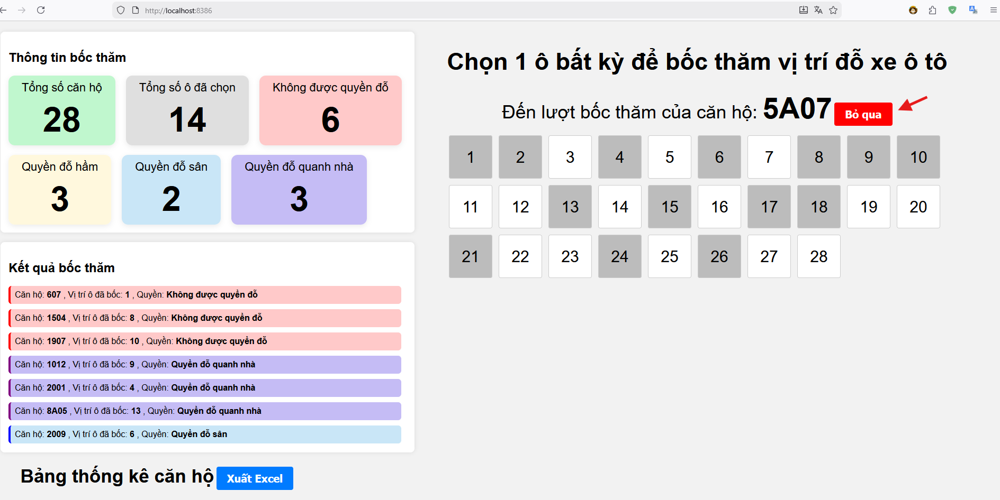 http://localhost:8386
Thông tin bốc thăm
Tổng số căn hộ
28
Tổng số ô đã chọn
14
Không được quyền đỗ
6
Quyền đỗ hầm
3
Quyền đỗ sân
2
Quyền đỗ quanh nhà
3
Kết quả bốc thăm
Căn hộ: 607 , Vị trí ô đã bốc: 1 , Quyền: Không được quyền đỗ
Căn hộ: 1504 , Vị trí ô đã bốc: 8 , Quyền: Không được quyền đỗ
Căn hộ: 1907 , Vị trí ô đã bốc: 10 , Quyền: Không được quyền đỗ
Căn hộ: 1012 , Vị trí ô đã bốc: 9 , Quyền: Quyền đỗ quanh nhà
Căn hộ: 2001 , Vị trí ô đã bốc: 4 , Quyền: Quyền đỗ quanh nhà
Căn hộ: 8A05 , Vị trí ô đã bốc: 13 , Quyền: Quyền đỗ quanh nhà
Căn hộ: 2009 , Vị trí ô đã bốc: 6 , Quyền: Quyền đỗ sân
Bảng thống kê căn hộ Xuất Excel
Chọn 1 ô bất kỳ để bốc thăm vị trí đỗ xe ô tô
Đến lượt bốc thăm của căn hộ: 5A07 Bỏ qua
1 2 3 4 5 6 7 8 9 10
11 12 13 14 15 16 17 18 19 20
21 22 23 24 25 26 27 28